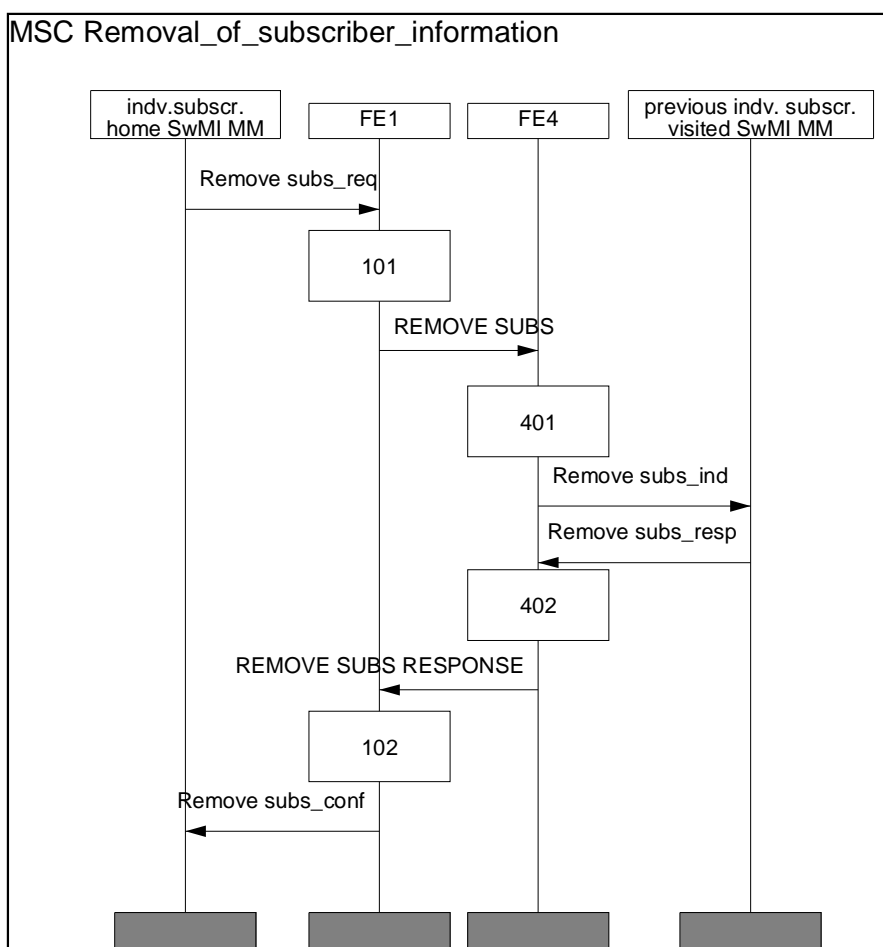 MSC Removal_of_subscriber_information
indv.subscr.
home SwMI MM
FE1
FE4
previous indv. subscr.
visited SwMI MM
Remove subs_req
101
REMOVE SUBS
401
Remove subs_ind
Remove subs_resp
402
REMOVE SUBS RESPONSE
102
Remove subs_conf